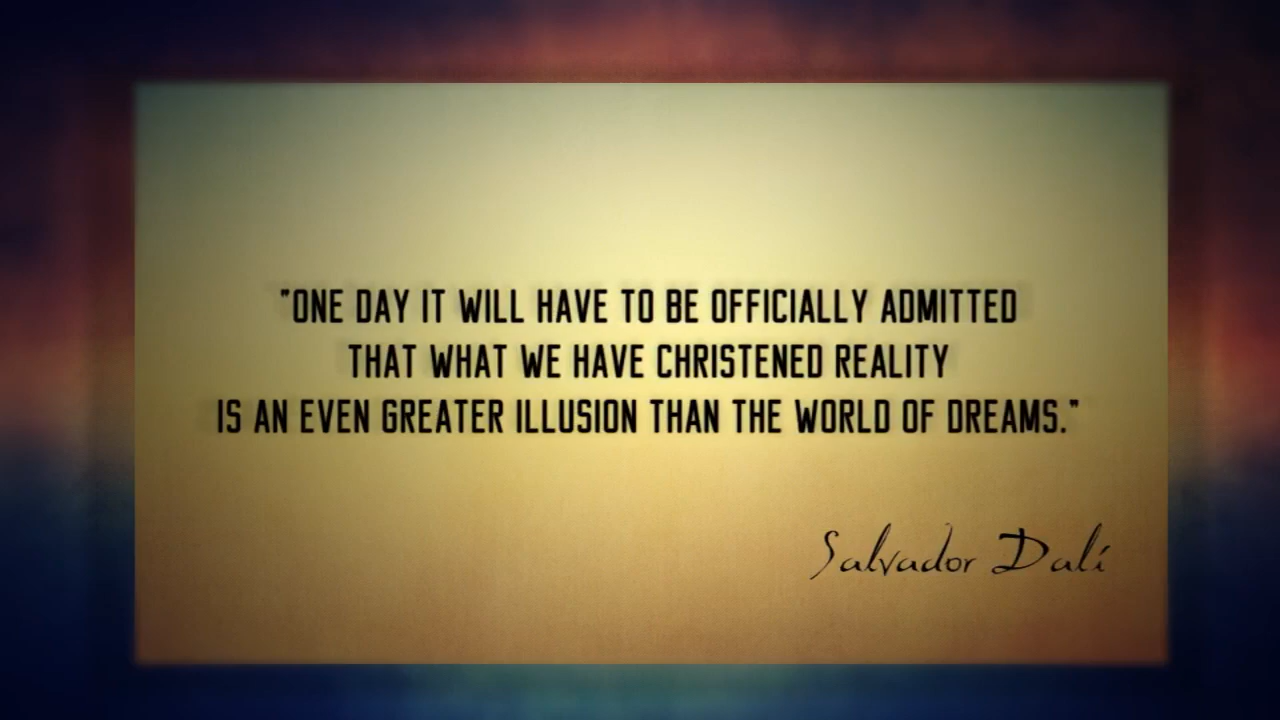 "ONE DAY IT WILL HAVE TO BE OFFICIALLY ADMITTED
THAT WHAT WE HAVE CHRISTENED REALITY
IS AN EVEN GREATER ILLUSION THAN THE WORLD OF DREAMS."
Salvador Dalí